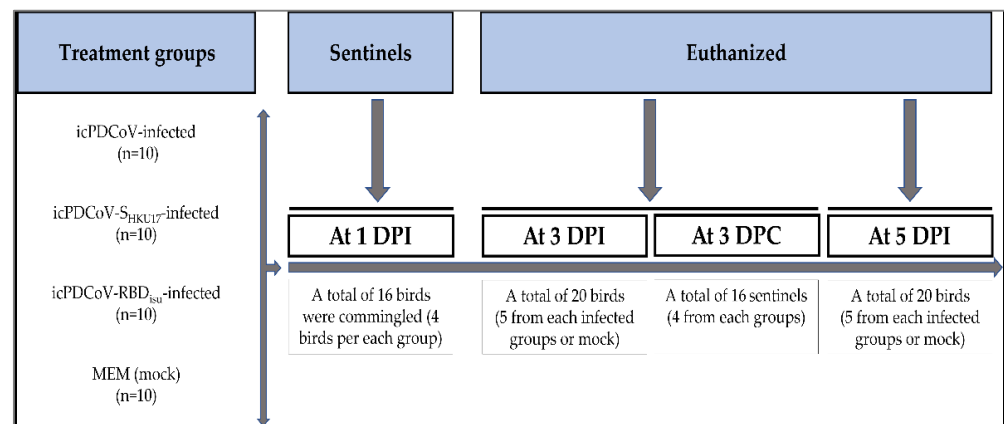 Treatment groups
Sentinels
Euthanized
icPDCoV-infected
(n=10)
icPDCoV-SHKU17-infected
(n=10)
icPDCoV-RBDisu-infected
(n=10)
MEM (mock)
(n=10)
At 1 DPI
At 3 DPI
At 3 DPC
At 5 DPI
A total of 16 birds
were commingled (4
birds per each group)
A total of 20 birds
(5 from each infected
groups or mock)
A total of 16 sentinels
(4 from each groups)
A total of 20 birds
(5 from each infected
groups or mock)